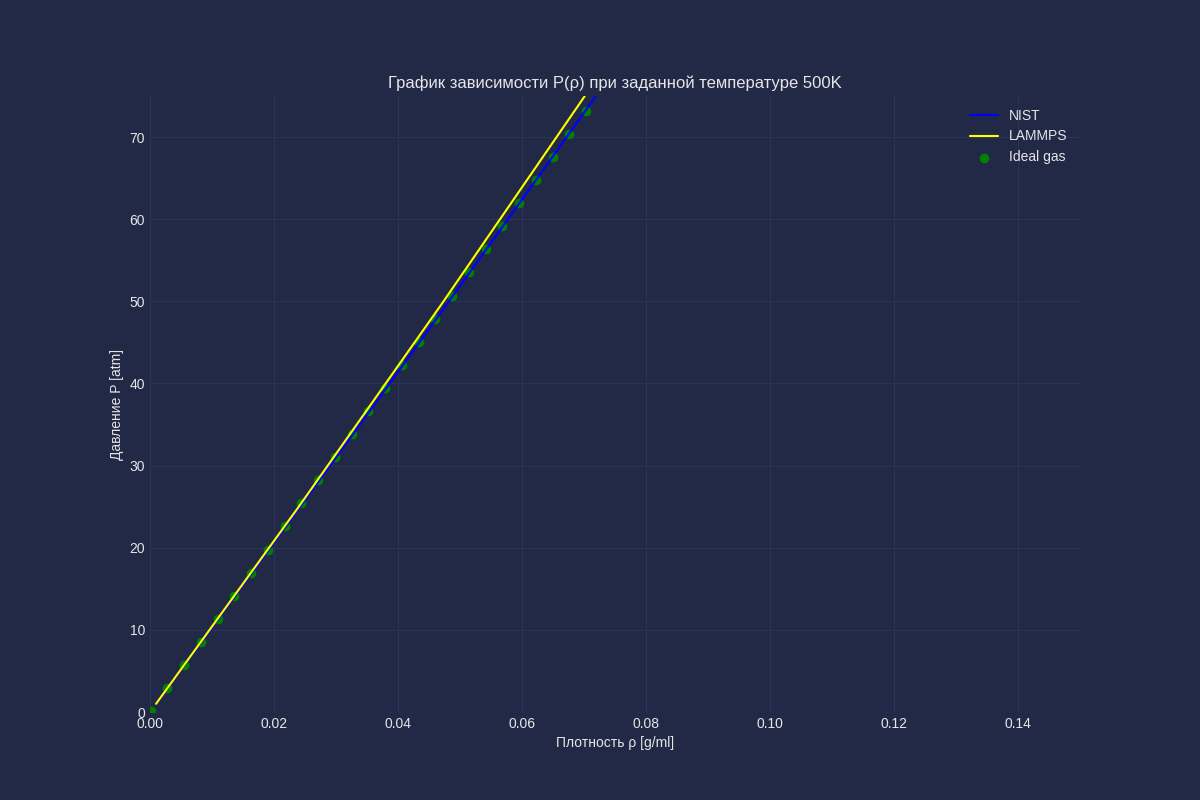 График зависимости P(ρ) при заданной температуре 500K
NIST
LAMMPS
Ideal gas
Давление P [atm]
70
60
50
40
30
20
10
0
0.00 0.02 0.04 0.06 0.08 0.10 0.12 0.14
Плотность ρ [g/ml]